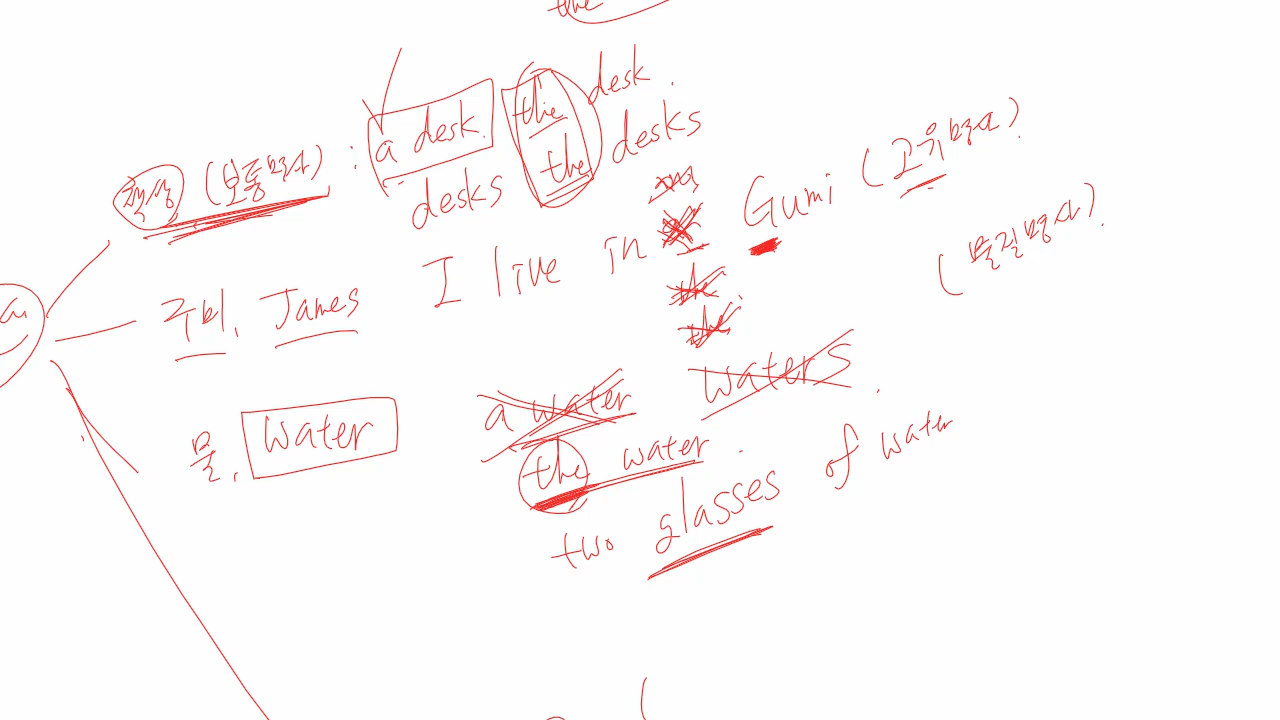 the
책상 (보통명사) : a desk. the desk.
desks the desks
구미, James I live in Gumi (고유명사)
(물질명사)
물, water a water waters.
the water.
two glasses of water